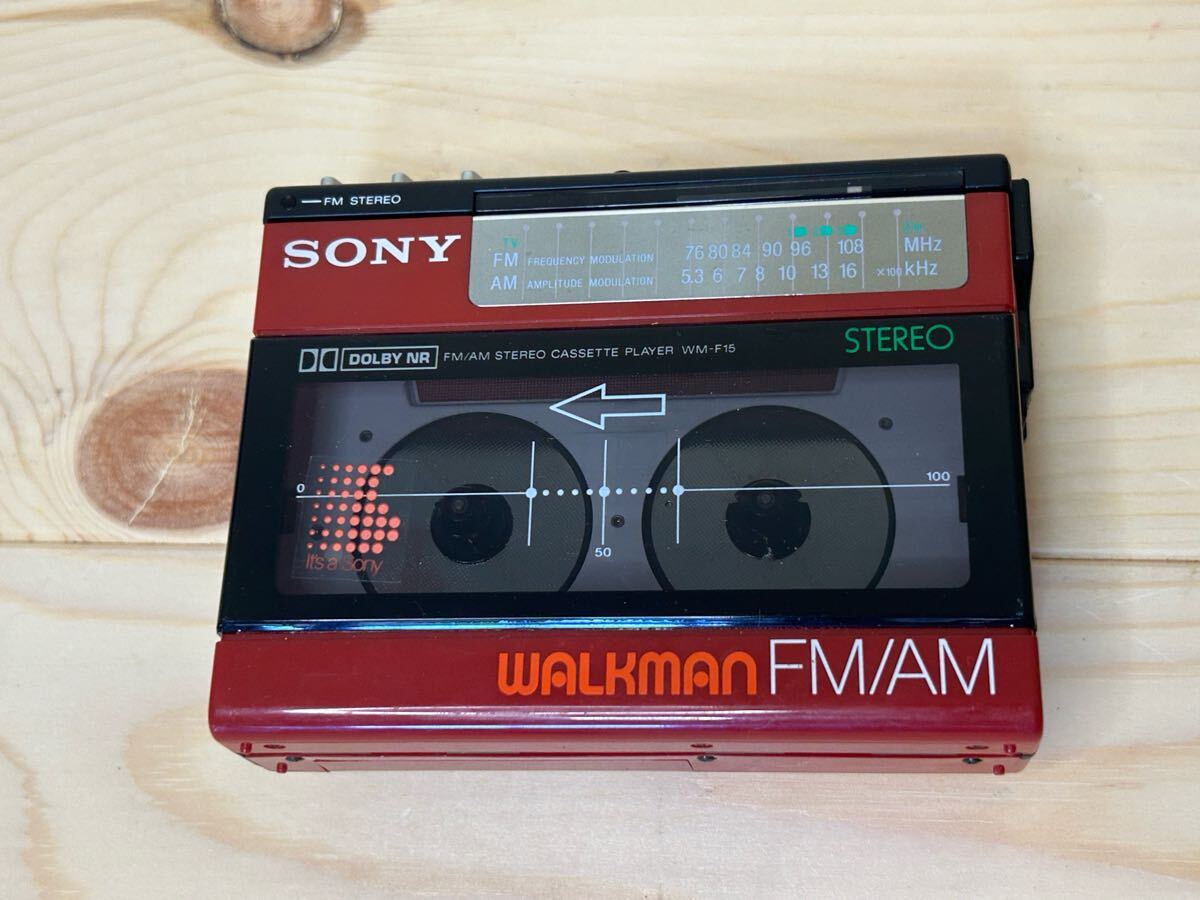 FM STEREO
SONY
TV
FM FREQUENCY MODULATION 76 80 84 90 96 108 MHz
AM AMPLITUDE MODULATION 5.3 6 7 8 10 13 16 ×100 kHz
DOLBY NR FM/AM STEREO CASSETTE PLAYER WM-F15
STEREO
0 50 100
It's a Sony
WALKMAN FM/AM